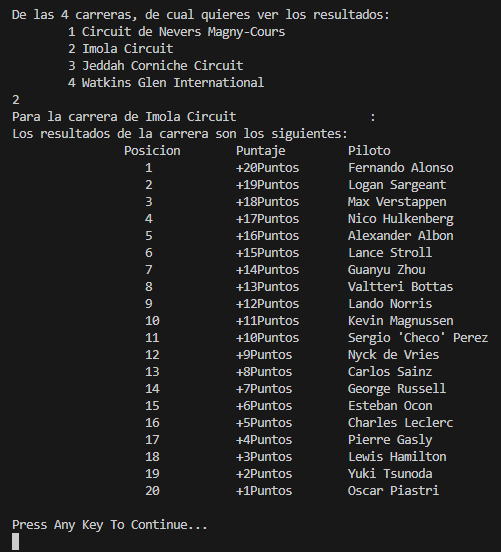 De las 4 carreras, de cual quieres ver los resultados:
1 Circuit de Nevers Magny-Cours
2 Imola Circuit
3 Jeddah Corniche Circuit
4 Watkins Glen International
2
Para la carrera de Imola Circuit :
Los resultados de la carrera son los siguientes:
Posicion Puntaje Piloto
1 +20Puntos Fernando Alonso
2 +19Puntos Logan Sargeant
3 +18Puntos Max Verstappen
4 +17Puntos Nico Hulkenberg
5 +16Puntos Alexander Albon
6 +15Puntos Lance Stroll
7 +14Puntos Guanyu Zhou
8 +13Puntos Valtteri Bottas
9 +12Puntos Lando Norris
10 +11Puntos Kevin Magnussen
11 +10Puntos Sergio 'Checo' Perez
12 +9Puntos Nyck de Vries
13 +8Puntos Carlos Sainz
14 +7Puntos George Russell
15 +6Puntos Esteban Ocon
16 +5Puntos Charles Leclerc
17 +4Puntos Pierre Gasly
18 +3Puntos Lewis Hamilton
19 +2Puntos Yuki Tsunoda
20 +1Puntos Oscar Piastri
Press Any Key To Continue...